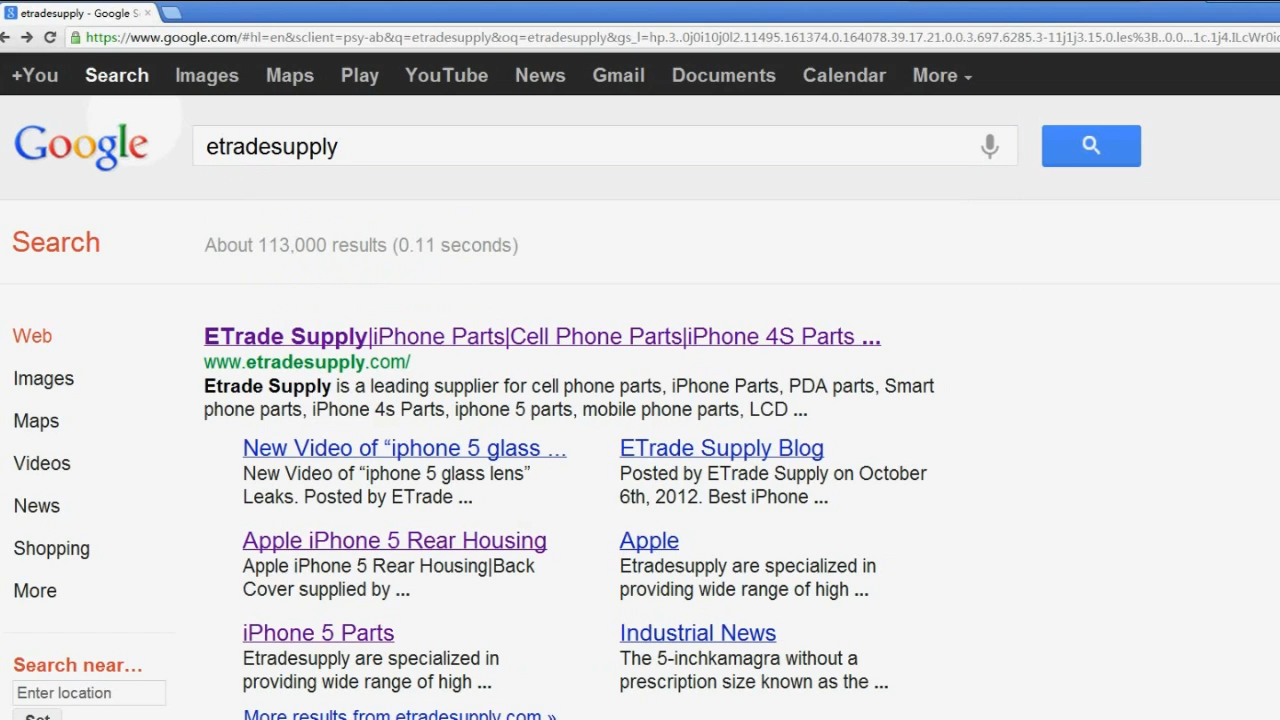 etradesupply - Google S
https://www.google.com/#hl=en&sclient=psy-ab&q=etradesupply&oq=etradesupply&gs_l=hp.3..0j0i10j0l2.11495.161374.0.164078.39.17.21.0.0.3.697.6285.3-11j1j3.15.0.les%3B..0.0...1c.1j4.ILcWr0ic
+You Search Images Maps Play YouTube News Gmail Documents Calendar More
Google
etradesupply
Search
About 113,000 results (0.11 seconds)
Web
Images
Maps
Videos
News
Shopping
More
Search near...
Enter location
Set
ETrade Supply|iPhone Parts|Cell Phone Parts|iPhone 4S Parts ...
www.etradesupply.com/
Etrade Supply is a leading supplier for cell phone parts, iPhone Parts, PDA parts, Smart
phone parts, iPhone 4s Parts, iphone 5 parts, mobile phone parts, LCD ...
New Video of “iphone 5 glass ...
New Video of “iphone 5 glass lens”
Leaks. Posted by ETrade ...
ETrade Supply Blog
Posted by ETrade Supply on October
6th, 2012. Best iPhone ...
Apple iPhone 5 Rear Housing
Apple iPhone 5 Rear Housing|Back
Cover supplied by ...
Apple
Etradesupply are specialized in
providing wide range of high ...
iPhone 5 Parts
Etradesupply are specialized in
providing wide range of high ...
Industrial News
The 5-inchkamagra without a
prescription size known as the ...
More results from etradesupply.com »